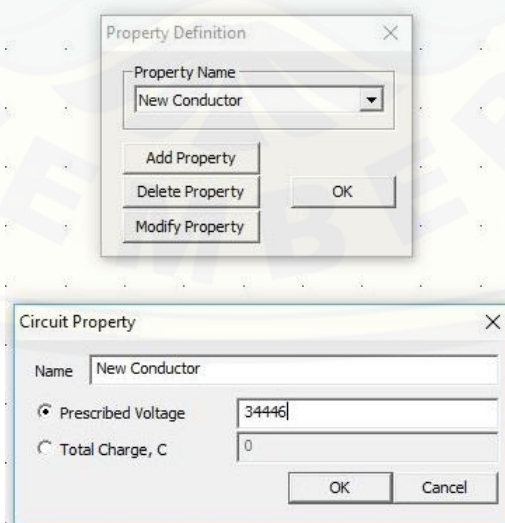 Property Definition
Property Name
New Conductor
Add Property
Delete Property
OK
Modify Property
Circuit Property
Name New Conductor
Prescribed Voltage 34446
Total Charge, C 0
OK Cancel